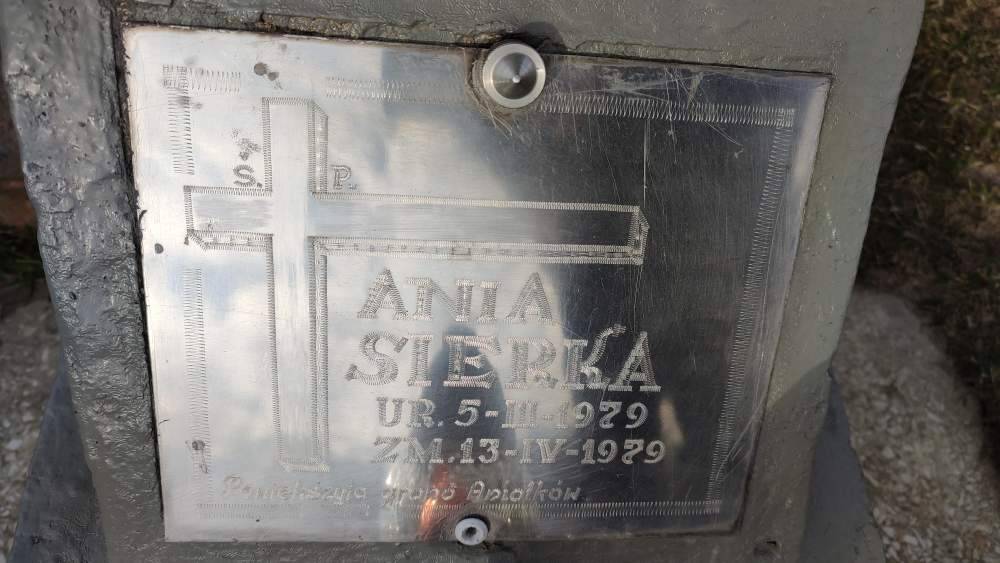 Ś. P.
ANIA
SIERKA
UR. 5-III-1979
ZM. 13-IV-1979
Powiększyła grono Aniołków